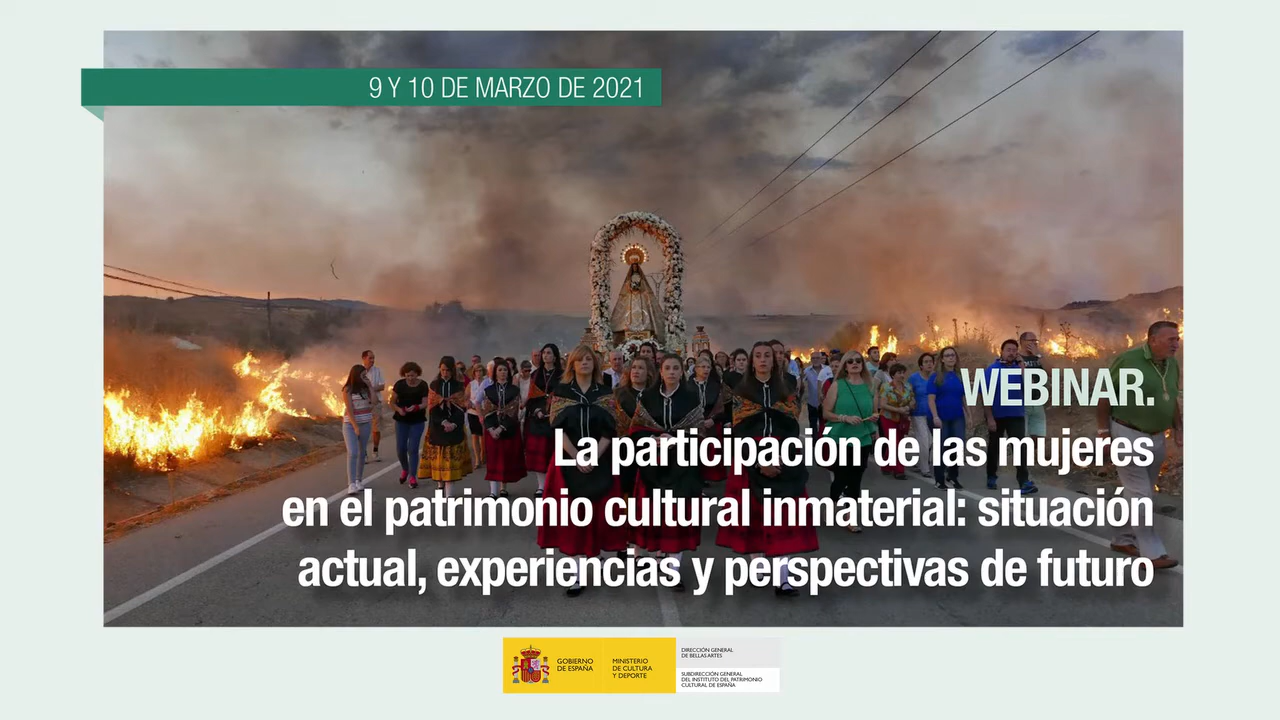 9 Y 10 DE MARZO DE 2021
WEBINAR.
La participación de las mujeres
en el patrimonio cultural inmaterial: situación
actual, experiencias y perspectivas de futuro
GOBIERNO
DE ESPAÑA
MINISTERIO
DE CULTURA
Y DEPORTE
DIRECCIÓN GENERAL
DE BELLAS ARTES
SUBDIRECCIÓN GENERAL
DEL INSTITUTO DEL PATRIMONIO
CULTURAL DE ESPAÑA